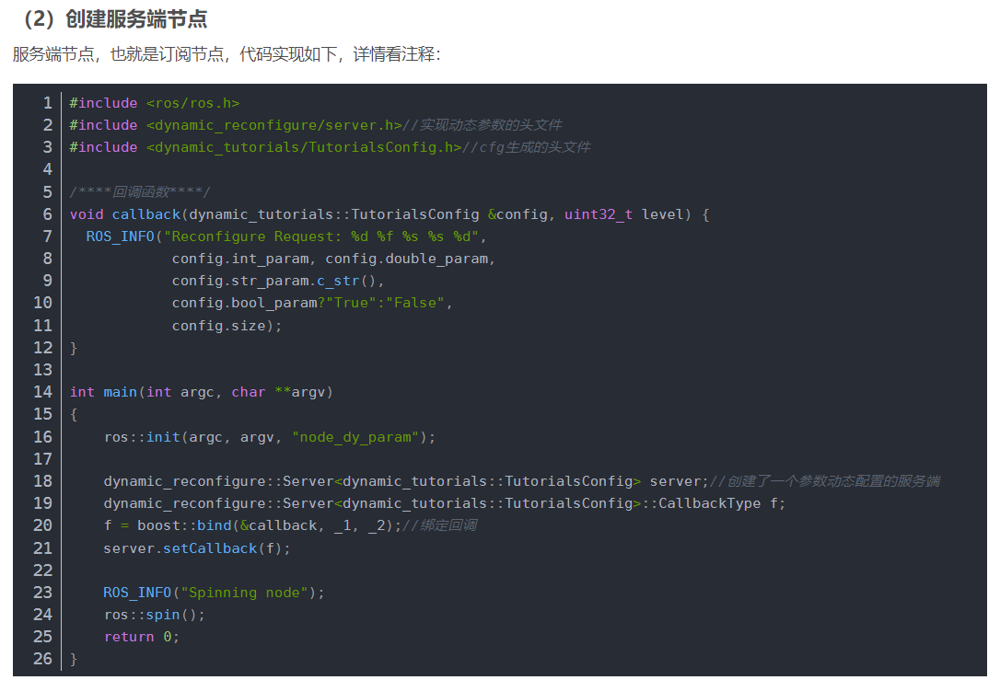 （2）创建服务端节点
服务端节点，也就是订阅节点，代码实现如下，详情看注释：
1 #include <ros/ros.h>
2 #include <dynamic_reconfigure/server.h>//实现动态参数的头文件
3 #include <dynamic_tutorials/TutorialsConfig.h>//cfg生成的头文件
4
5 /****回调函数****/
6 void callback(dynamic_tutorials::TutorialsConfig &config, uint32_t level) {
7   ROS_INFO("Reconfigure Request: %d %f %s %s %d",
8             config.int_param, config.double_param,
9             config.str_param.c_str(),
10             config.bool_param?"True":"False",
11             config.size);
12 }
13
14 int main(int argc, char **argv)
15 {
16     ros::init(argc, argv, "node_dy_param");
17
18     dynamic_reconfigure::Server<dynamic_tutorials::TutorialsConfig> server;//创建了一个参数动态配置的服务端
19     dynamic_reconfigure::Server<dynamic_tutorials::TutorialsConfig>::CallbackType f;
20     f = boost::bind(&callback, _1, _2);//绑定回调
21     server.setCallback(f);
22
23     ROS_INFO("Spinning node");
24     ros::spin();
25     return 0;
26 }